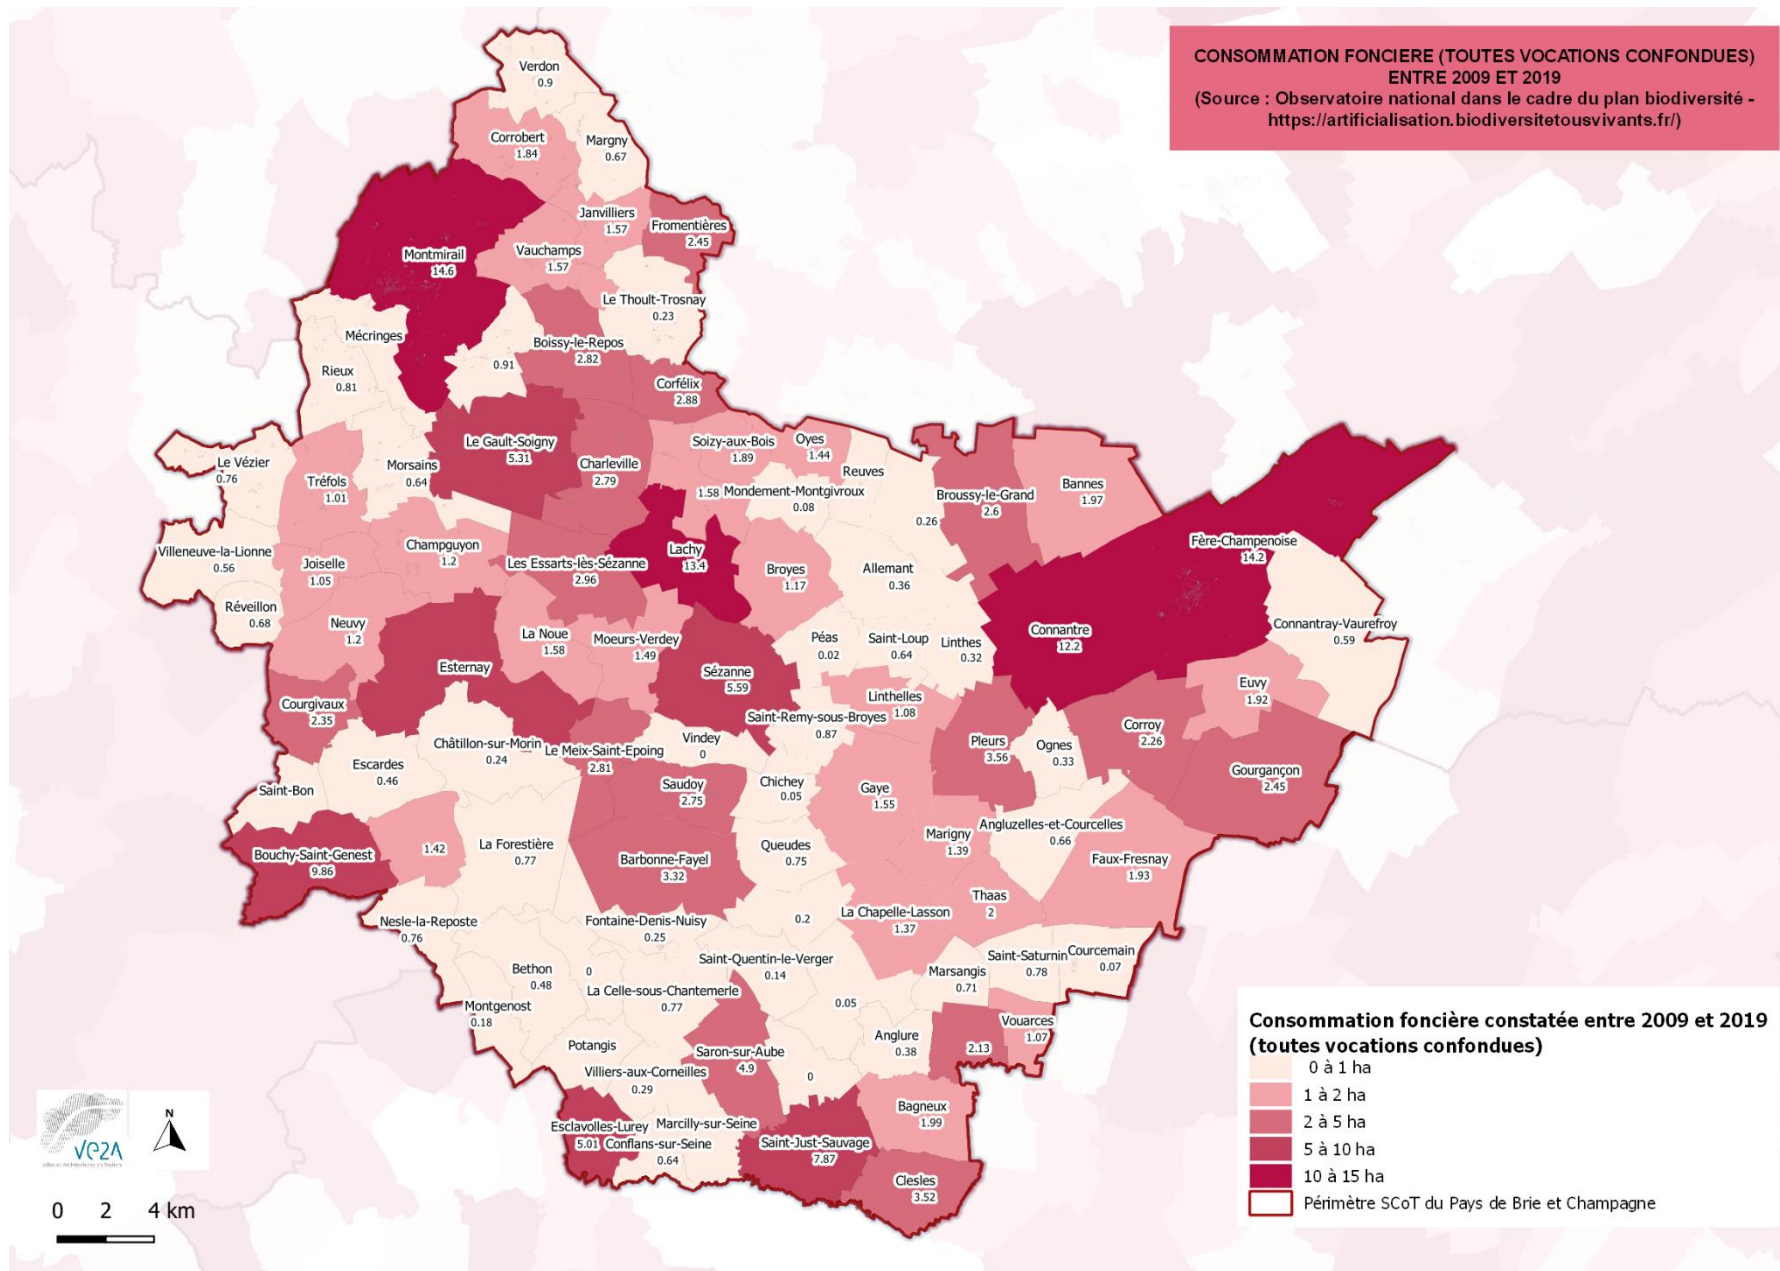 CONSOMMATION FONCIERE (TOUTES VOCATIONS CONFONDUES)
ENTRE 2009 ET 2019
(Source : Observatoire national dans le cadre du plan biodiversité -
https://artificialisation.biodiversitetousvivants.fr/)
Verdon
0.9
Corrobert
1.84
Margny
0.67
Janvilliers
1.57
Fromentières
2.45
Montmirail
14.6
Vauchamps
1.57
Le Thoult-Trosnay
0.23
Mécringes
Boissy-le-Repos
2.82
0.91
Rieux
0.81
Corfélix
2.88
Le Gault-Soigny
5.31
Soizy-aux-Bois
1.89
Oyes
1.44
Reuves
Le Vézier
0.76
Morsains
0.64
Charleville
2.79
Tréfols
1.01
1.58
Mondement-Montgivroux
0.08
Broussy-le-Grand
2.6
Bannes
1.97
0.26
Villeneuve-la-Lionne
0.56
Joiselle
1.05
Champguyon
1.2
Les Essarts-lès-Sézanne
2.96
Lachy
13.4
Broyes
1.17
Allemant
0.36
Fère-Champenoise
14.2
Réveillon
0.68
Neuvy
1.2
La Noue
1.58
Moeurs-Verdey
1.49
Péas
0.02
Saint-Loup
0.64
Linthes
0.32
Connantre
12.2
Connantray-Vaurefroy
0.59
Esternay
Sézanne
5.59
Linthelles
1.08
Euvy
1.92
Courgivaux
2.35
Saint-Remy-sous-Broyes
0.87
Corroy
2.26
Châtillon-sur-Morin
0.24
Le Meix-Saint-Epoing
2.81
Vindey
0
Pleurs
3.56
Ognes
0.33
Gourgançon
2.45
Escardes
0.46
Saint-Bon
Saudoy
2.75
Chichey
0.05
Gaye
1.55
Bouchy-Saint-Genest
9.86
1.42
La Forestière
0.77
Barbonne-Fayel
3.32
Queudes
0.75
Marigny
1.39
Angluzelles-et-Courcelles
0.66
Faux-Fresnay
1.93
Thaas
2
Nesle-la-Reposte
0.76
Fontaine-Denis-Nuisy
0.25
0.2
La Chapelle-Lasson
1.37
Saint-Quentin-le-Verger
0.14
Marsangis
0.71
Saint-Saturnin
0.78
Courcemain
0.07
Bethon
0.48
0
La Celle-sous-Chantemerle
0.77
0.05
Montgenost
0.18
Vouarces
1.07
Potangis
Saron-sur-Aube
4.9
Anglure
0.38
2.13
Villiers-aux-Corneilles
0.29
0
Esclavolles-Lurey
5.01
Conflans-sur-Seine
0.64
Marcilly-sur-Seine
Saint-Just-Sauvage
7.87
Bagneux
1.99
Clesles
3.52
Consommation foncière constatée entre 2009 et 2019
(toutes vocations confondues)
0 à 1 ha
1 à 2 ha
2 à 5 ha
5 à 10 ha
10 à 15 ha
Périmètre SCoT du Pays de Brie et Champagne
N
ve2A
0 2 4 km